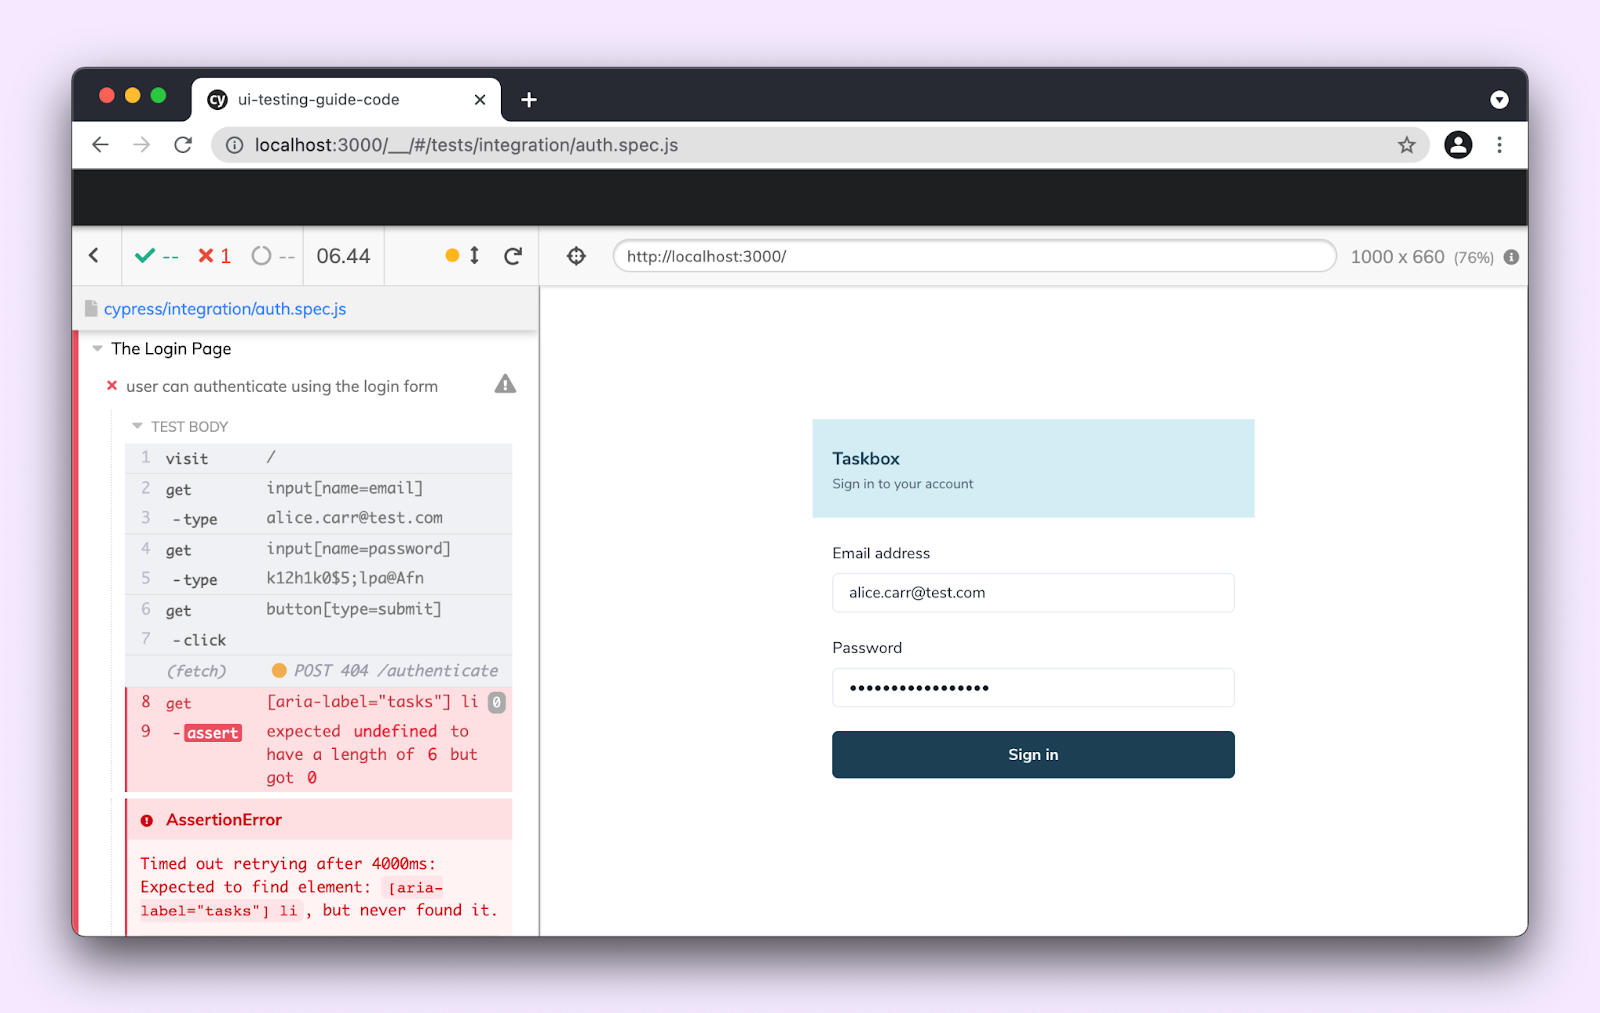 cy ui-testing-guide-code
localhost:3000/__/#/tests/integration/auth.spec.js
-- 1 -- 06.44
http://localhost:3000/
1000 x 660 (76%)
cypress/integration/auth.spec.js
The Login Page
user can authenticate using the login form
TEST BODY
1 visit /
2 get input[name=email]
3 -type alice.carr@test.com
4 get input[name=password]
5 -type k12h1k0$5;lpa@Afn
6 get button[type=submit]
7 -click
(fetch) POST 404 /authenticate
8 get [aria-label="tasks"] li 0
9 -assert expected undefined to
have a length of 6 but
got 0
AssertionError
Timed out retrying after 4000ms:
Expected to find element: [aria-
label="tasks"] li, but never found it.
Taskbox
Sign in to your account
Email address
alice.carr@test.com
Password
•••••••••••••••••
Sign in